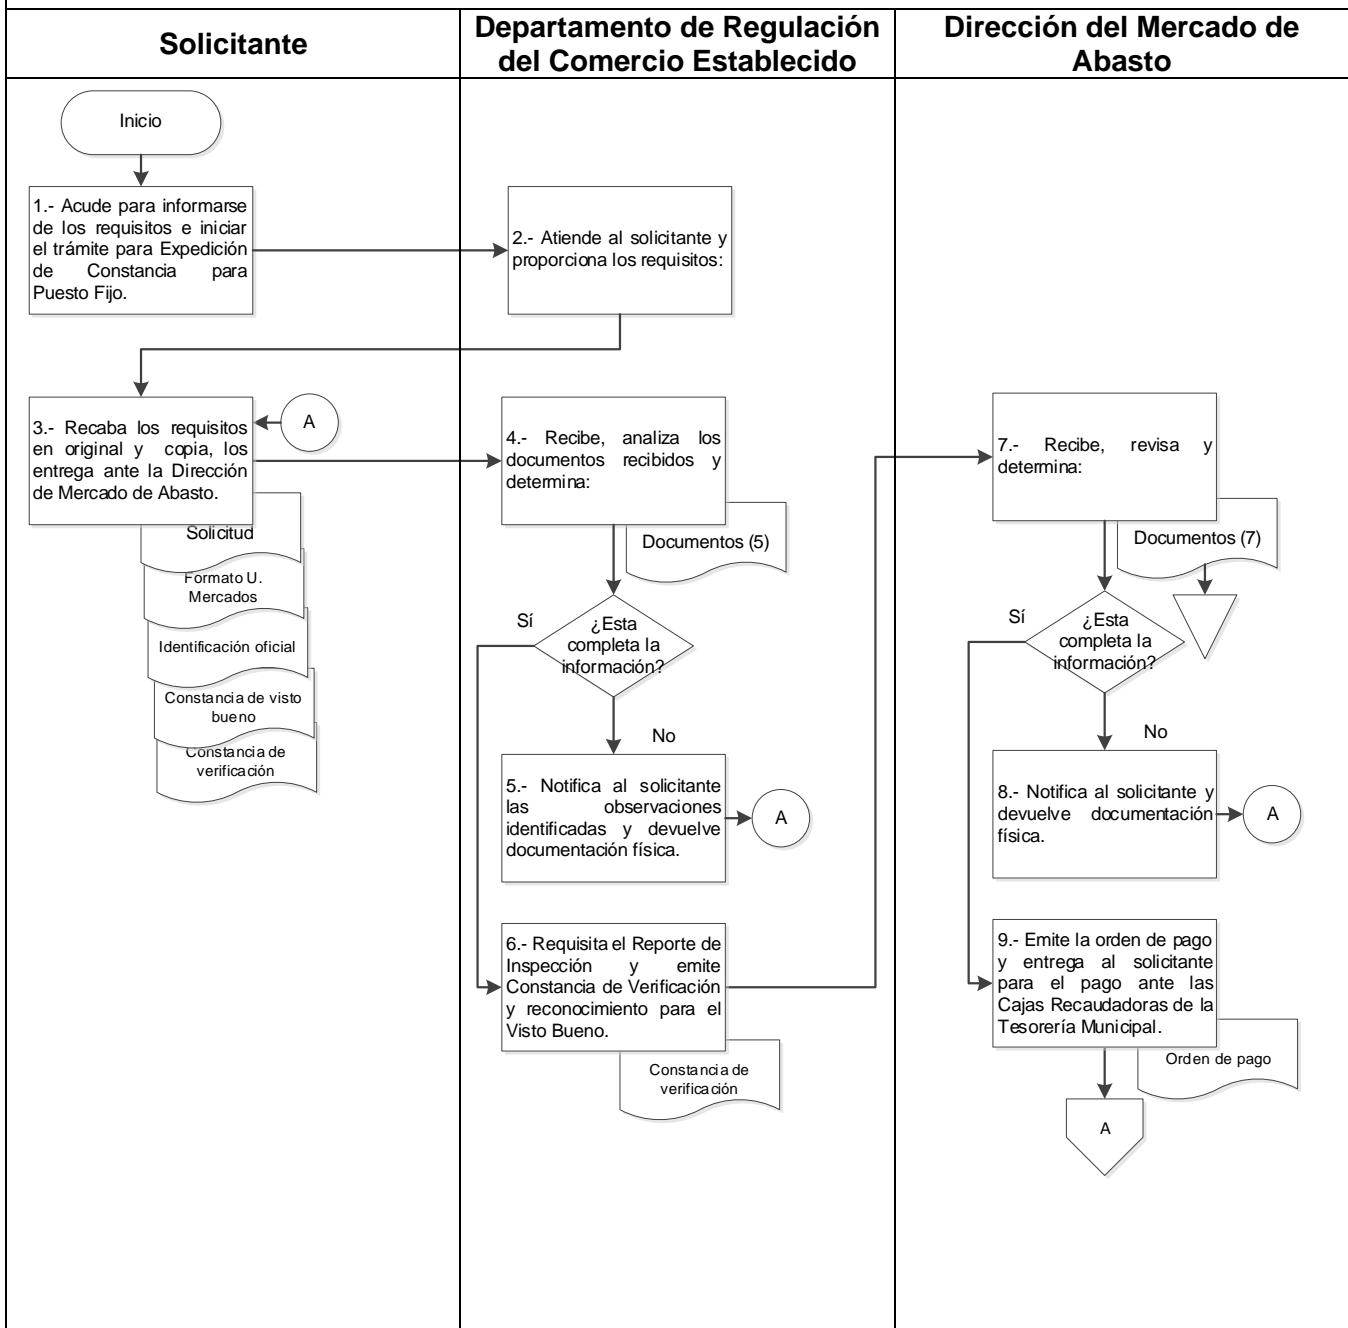 Solicitante
Departamento de Regulación
del Comercio Establecido
Dirección del Mercado de
Abasto
Inicio
1.- Acude para informarse
de los requisitos e iniciar
el trámite para Expedición
de Constancia para
Puesto Fijo.
2.- Atiende al solicitante y
proporciona los requisitos:
3.- Recaba los requisitos
en original y copia, los
entrega ante la Dirección
de Mercado de Abasto.
A
Solicitud
Formato U.
Mercados
Identificación oficial
Constancia de visto
bueno
Constancia de
verificación
4.- Recibe, analiza los
documentos recibidos y
determina:
Documentos (5)
Sí
¿Esta
completa la
información?
No
5.- Notifica al solicitante
las observaciones
identificadas y devuelve
documentación física.
A
6.- Requisita el Reporte de
Inspección y emite
Constancia de Verificación
y reconocimiento para el
Visto Bueno.
Constancia de
verificación
7.- Recibe, revisa y
determina:
Documentos (7)
Sí
¿Esta
completa la
información?
No
8.- Notifica al solicitante y
devuelve documentación
física.
A
9.- Emite la orden de pago
y entrega al solicitante
para el pago ante las
Cajas Recaudadoras de la
Tesorería Municipal.
Orden de pago
A